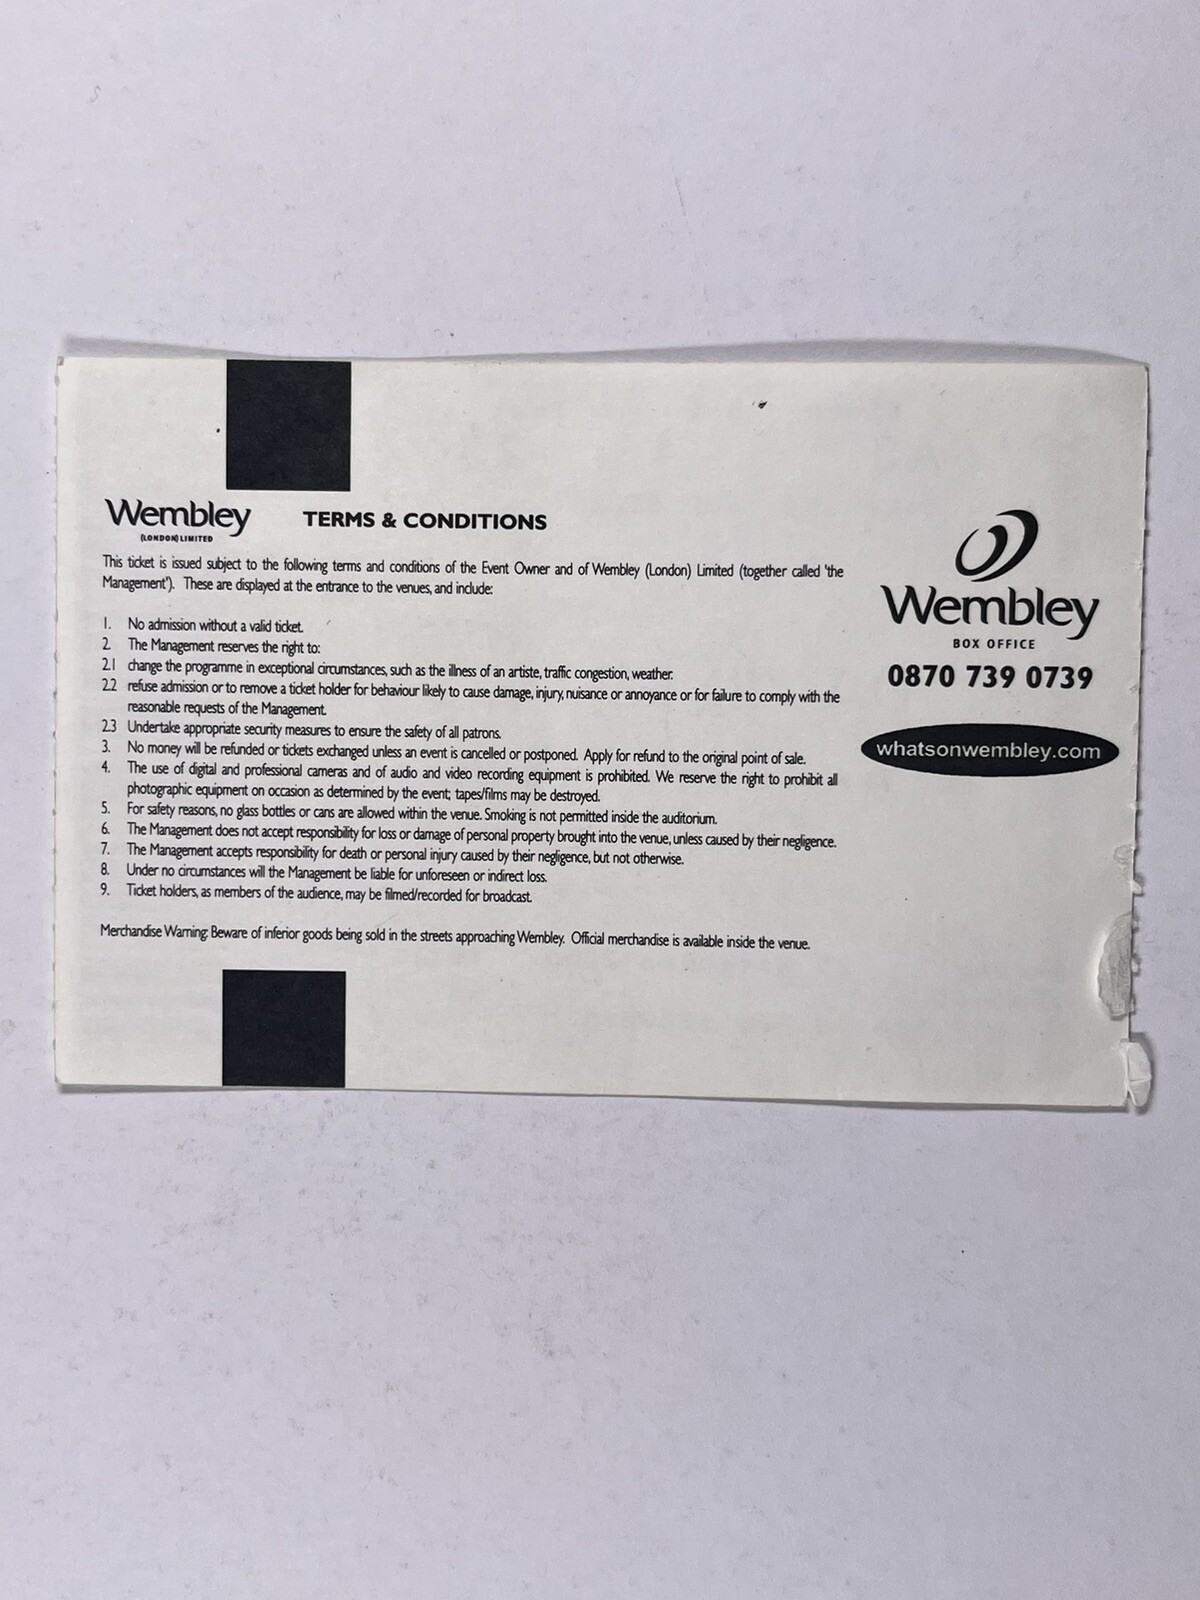 Wembley
(LONDON) LIMITED
TERMS & CONDITIONS
This ticket is issued subject to the following terms and conditions of the Event Owner and of Wembley (London) Limited (together called 'the
Management'). These are displayed at the entrance to the venues, and include:
1. No admission without a valid ticket.
2. The Management reserves the right to:
2.1 change the programme in exceptional circumstances, such as the illness of an artiste, traffic congestion, weather.
2.2 refuse admission or to remove a ticket holder for behaviour likely to cause damage, injury, nuisance or annoyance or for failure to comply with the
reasonable requests of the Management.
2.3 Undertake appropriate security measures to ensure the safety of all patrons.
3. No money will be refunded or tickets exchanged unless an event is cancelled or postponed. Apply for refund to the original point of sale.
4. The use of digital and professional cameras and of audio and video recording equipment is prohibited. We reserve the right to prohibit all
photographic equipment on occasion as determined by the event; tapes/films may be destroyed.
5. For safety reasons, no glass bottles or cans are allowed within the venue. Smoking is not permitted inside the auditorium.
6. The Management does not accept responsibility for loss or damage of personal property brought into the venue, unless caused by their negligence.
7. The Management accepts responsibility for death or personal injury caused by their negligence, but not otherwise.
8. Under no circumstances will the Management be liable for unforeseen or indirect loss.
9. Ticket holders, as members of the audience, may be filmed/recorded for broadcast.
Merchandise Warning: Beware of inferior goods being sold in the streets approaching Wembley. Official merchandise is available inside the venue.
Wembley
BOX OFFICE
0870 739 0739
whatsonwembley.com